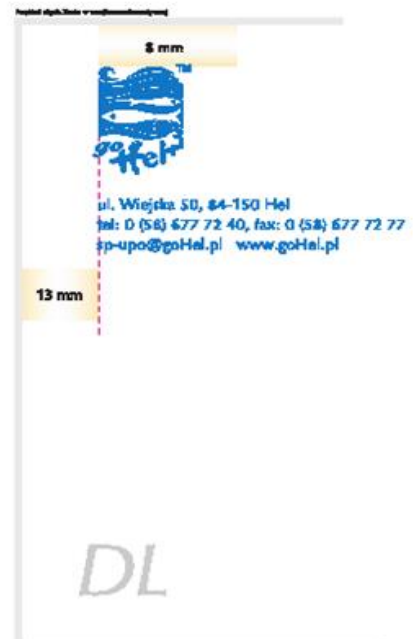 8 mm
TM
goHel
ul. Wiejska 50, 84-150 Hel
tel: 0 (58) 677 72 40, fax: 0 (58) 677 72 77
sp-upo@goHel.pl www.goHel.pl
13 mm
DL